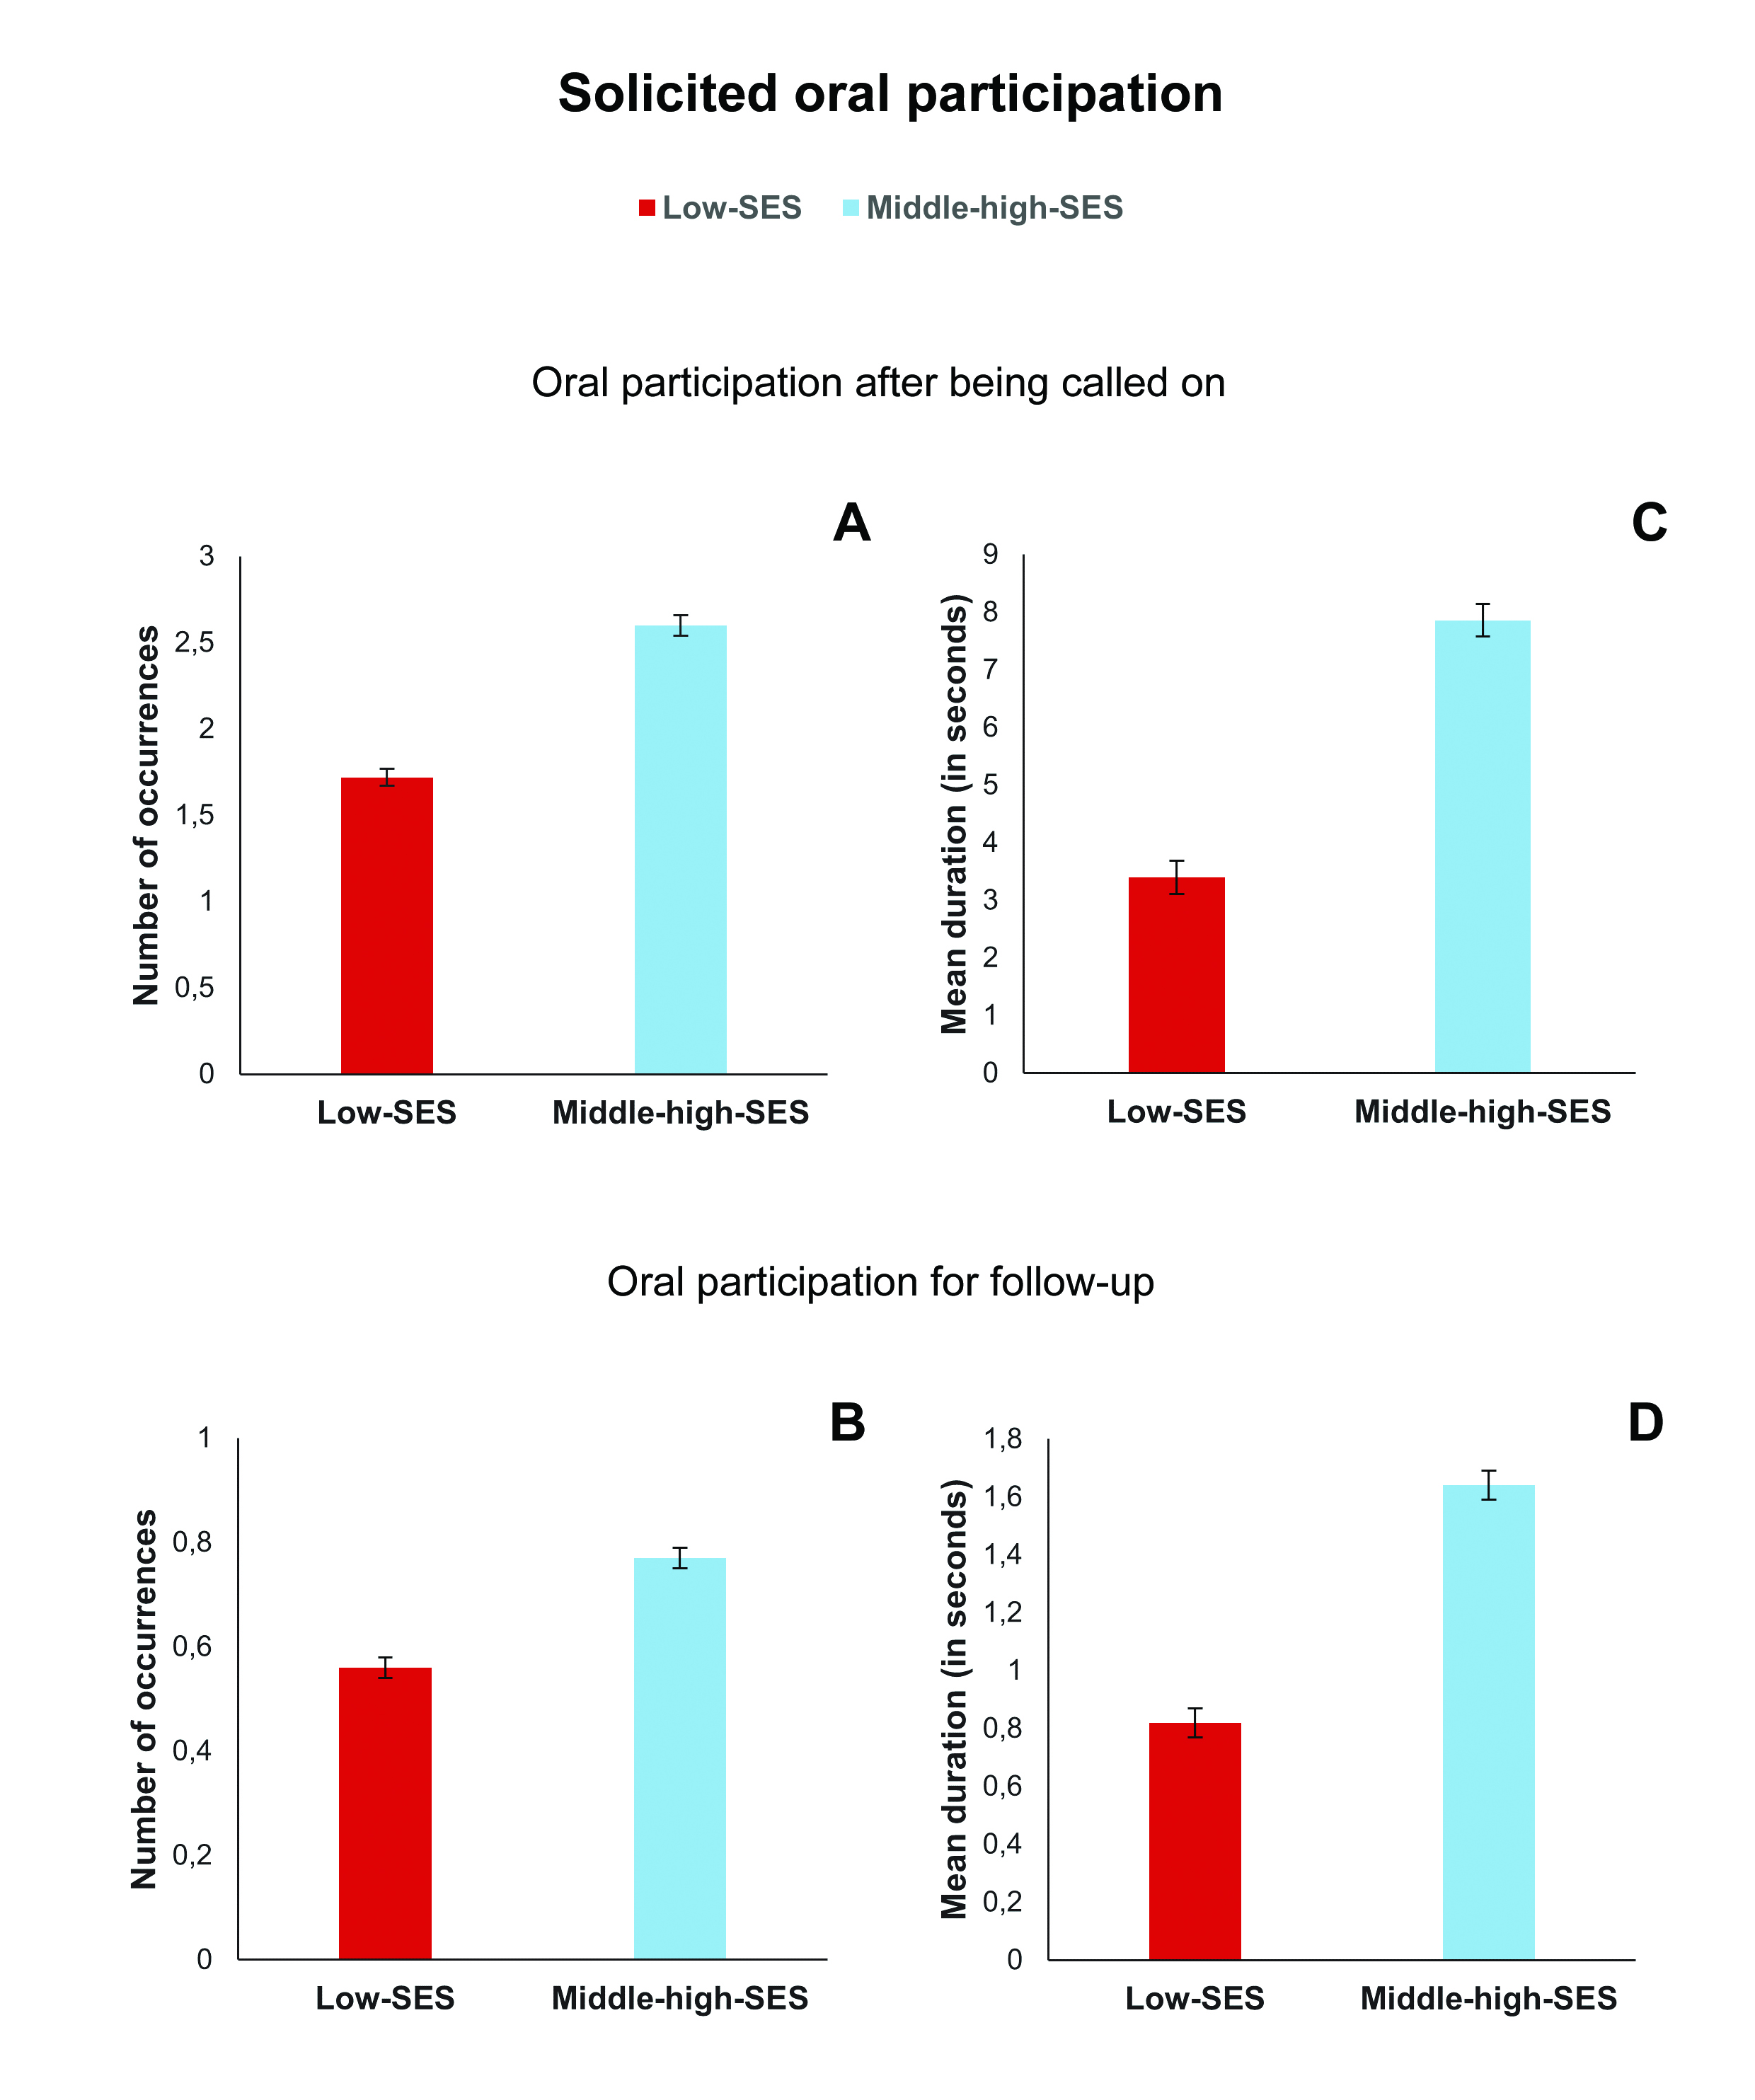 Solicited oral participation
Low-SES Middle-high-SES
Oral participation after being called on
A
Number of occurrences
3
2,5
2
1,5
1
0,5
0
Low-SES Middle-high-SES
C
Mean duration (in seconds)
9
8
7
6
5
4
3
2
1
0
Low-SES Middle-high-SES
Oral participation for follow-up
B
Number of occurrences
1
0,8
0,6
0,4
0,2
0
Low-SES Middle-high-SES
D
Mean duration (in seconds)
1,8
1,6
1,4
1,2
1
0,8
0,6
0,4
0,2
0
Low-SES Middle-high-SES